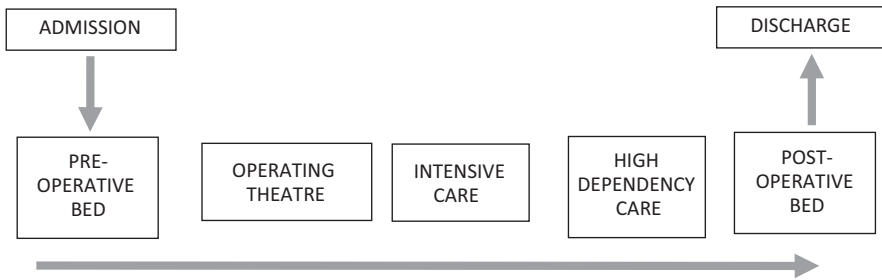 ADMISSION
DISCHARGE
PRE-
OPERATIVE
BED
OPERATING
THEATRE
INTENSIVE
CARE
HIGH
DEPENDENCY
CARE
POST-
OPERATIVE
BED